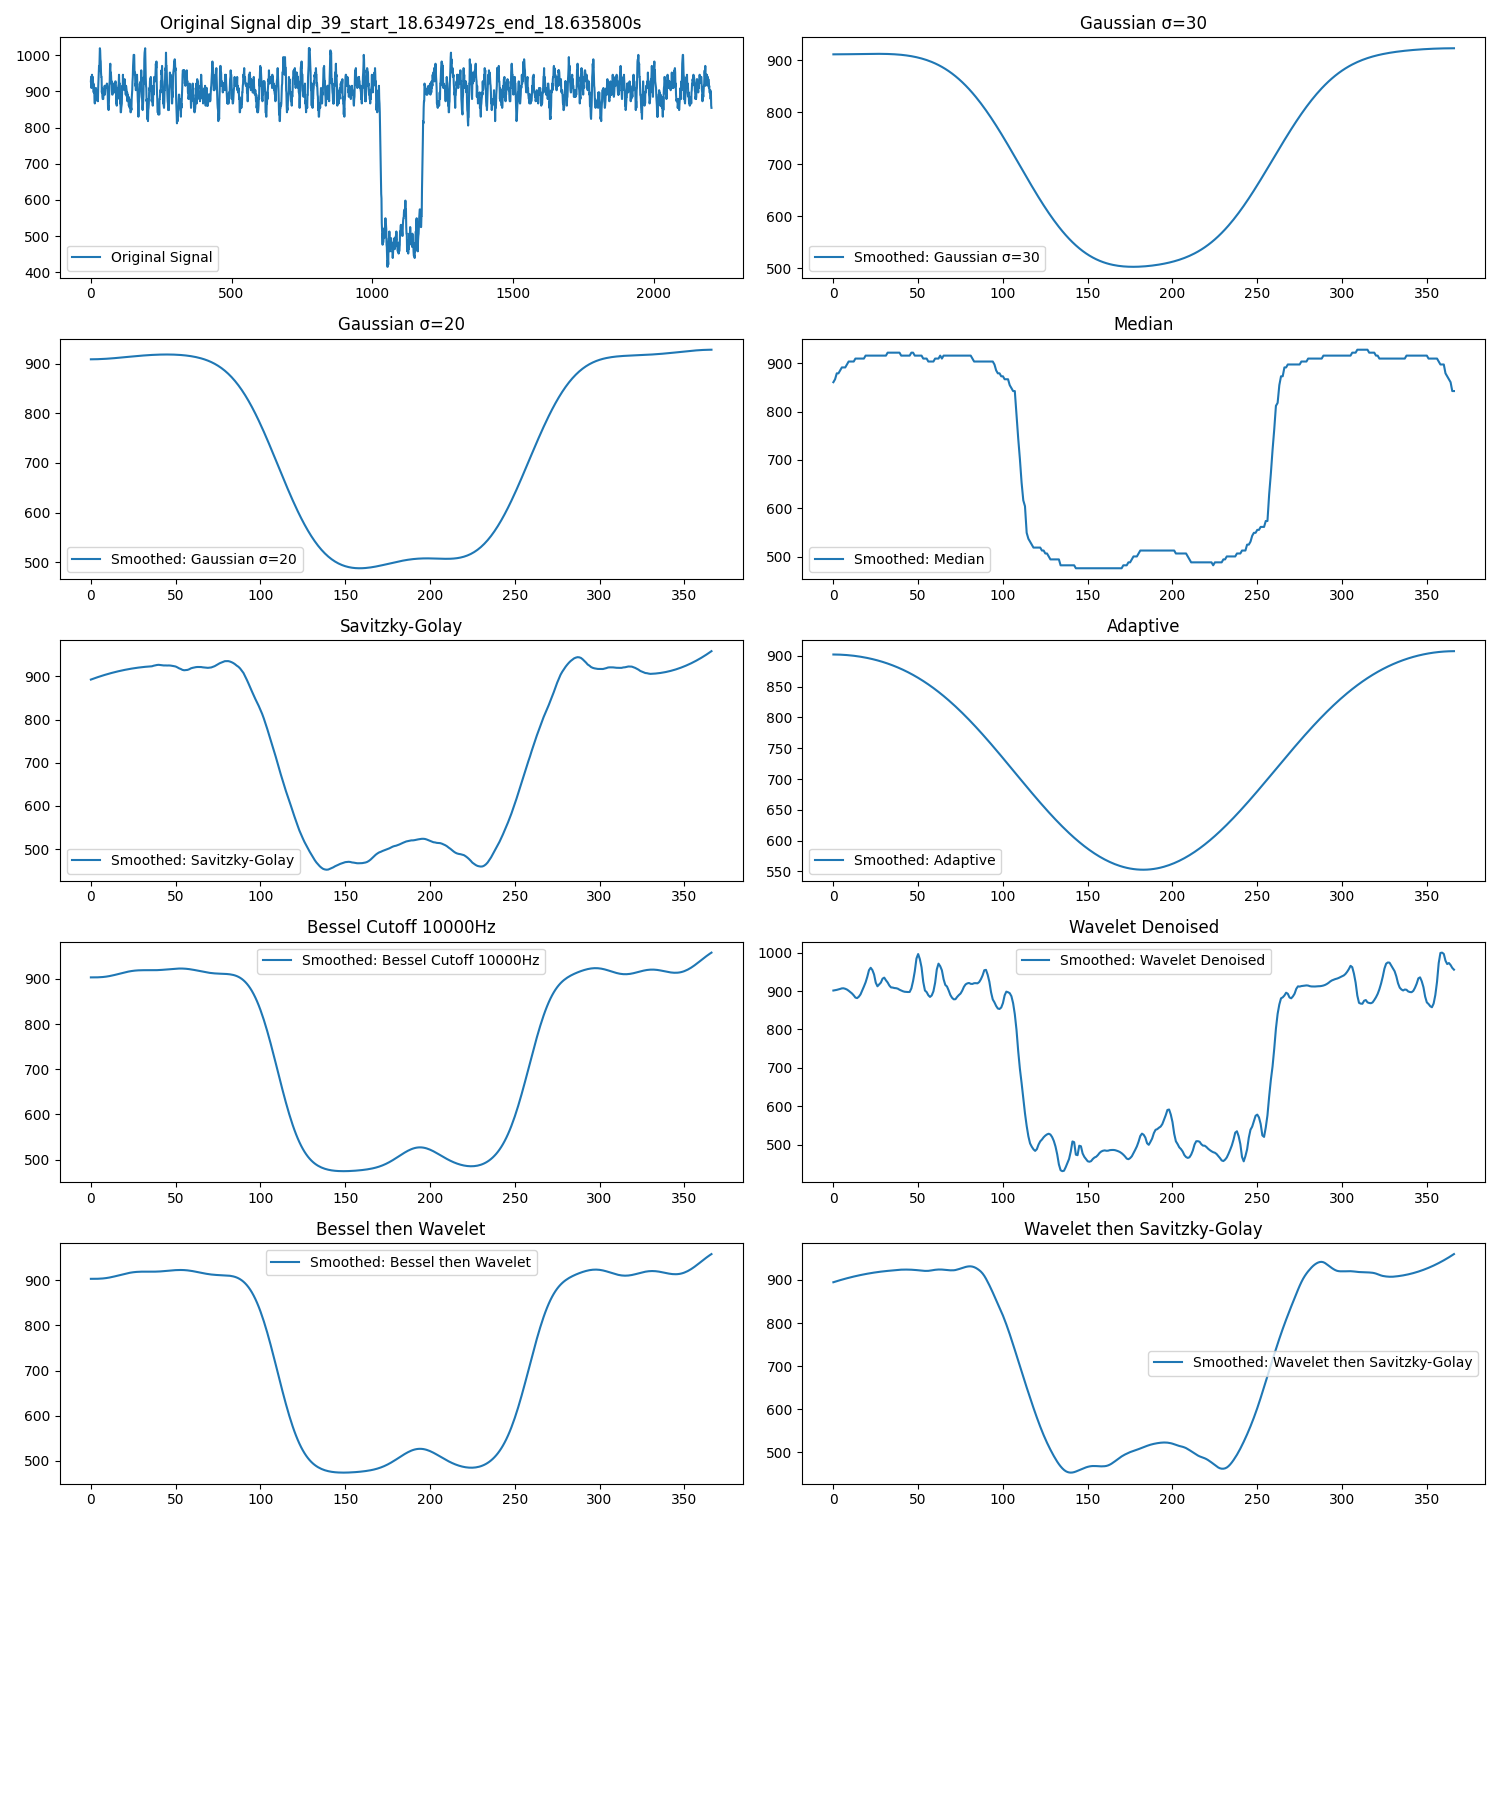 Original Signal dip_39_start_18.634972s_end_18.635800s
1000
900
800
700
600
500
400
Original Signal
0 500 1000 1500 2000
Gaussian σ=30
900
800
700
600
500
Smoothed: Gaussian σ=30
0 50 100 150 200 250 300 350
Gaussian σ=20
900
800
700
600
500
Smoothed: Gaussian σ=20
0 50 100 150 200 250 300 350
Median
900
800
700
600
500
Smoothed: Median
0 50 100 150 200 250 300 350
Savitzky-Golay
900
800
700
600
500
Smoothed: Savitzky-Golay
0 50 100 150 200 250 300 350
Adaptive
900
850
800
750
700
650
600
550
Smoothed: Adaptive
0 50 100 150 200 250 300 350
Bessel Cutoff 10000Hz
Smoothed: Bessel Cutoff 10000Hz
900
800
700
600
500
0 50 100 150 200 250 300 350
Wavelet Denoised
Smoothed: Wavelet Denoised
1000
900
800
700
600
500
0 50 100 150 200 250 300 350
Bessel then Wavelet
Smoothed: Bessel then Wavelet
900
800
700
600
500
0 50 100 150 200 250 300 350
Wavelet then Savitzky-Golay
900
800
700
Smoothed: Wavelet then Savitzky-Golay
600
500
0 50 100 150 200 250 300 350